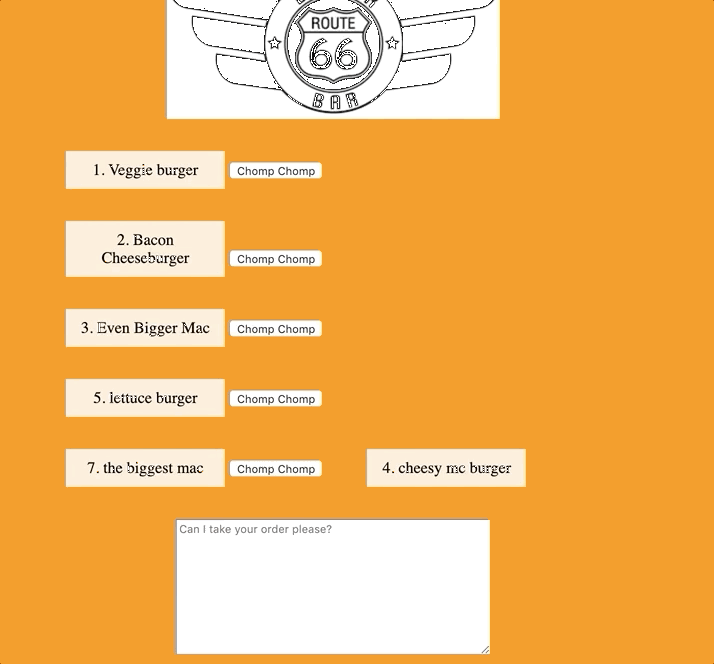 ROUTE
66
BAR
1. Veggie burger
Chomp Chomp
2. Bacon
Cheeseburger
Chomp Chomp
3. Even Bigger Mac
Chomp Chomp
5. lettuce burger
Chomp Chomp
7. the biggest mac
Chomp Chomp
4. cheesy mc burger
Can I take your order please?